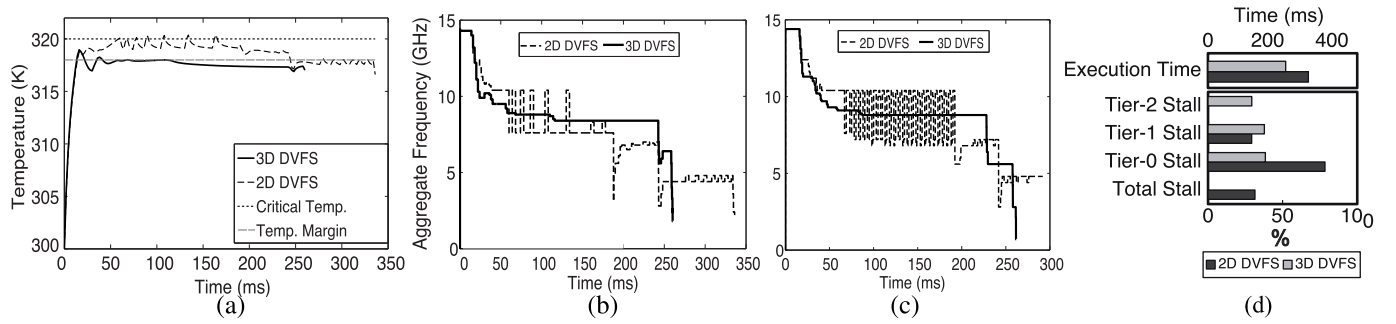 320
317
310
305
300
Temperature (K)
3D DVFS
2D DVFS
Critical Temp.
Temp. Margin
0 50 100 150 200 250 300 350
Time (ms)
(a)
15
10
5
0
Aggregate Frequency (GHz)
2D DVFS 3D DVFS
0 50 100 150 200 250 300 350
Time (ms)
(b)
15
10
5
0
2D DVFS 3D DVFS
0 50 100 150 200 250 300
Time (ms)
(c)
Time (ms)
0 200 400
Execution Time
Tier-2 Stall
Tier-1 Stall
Tier-0 Stall
Total Stall
0 50 100
%
2D DVFS 3D DVFS
(d)